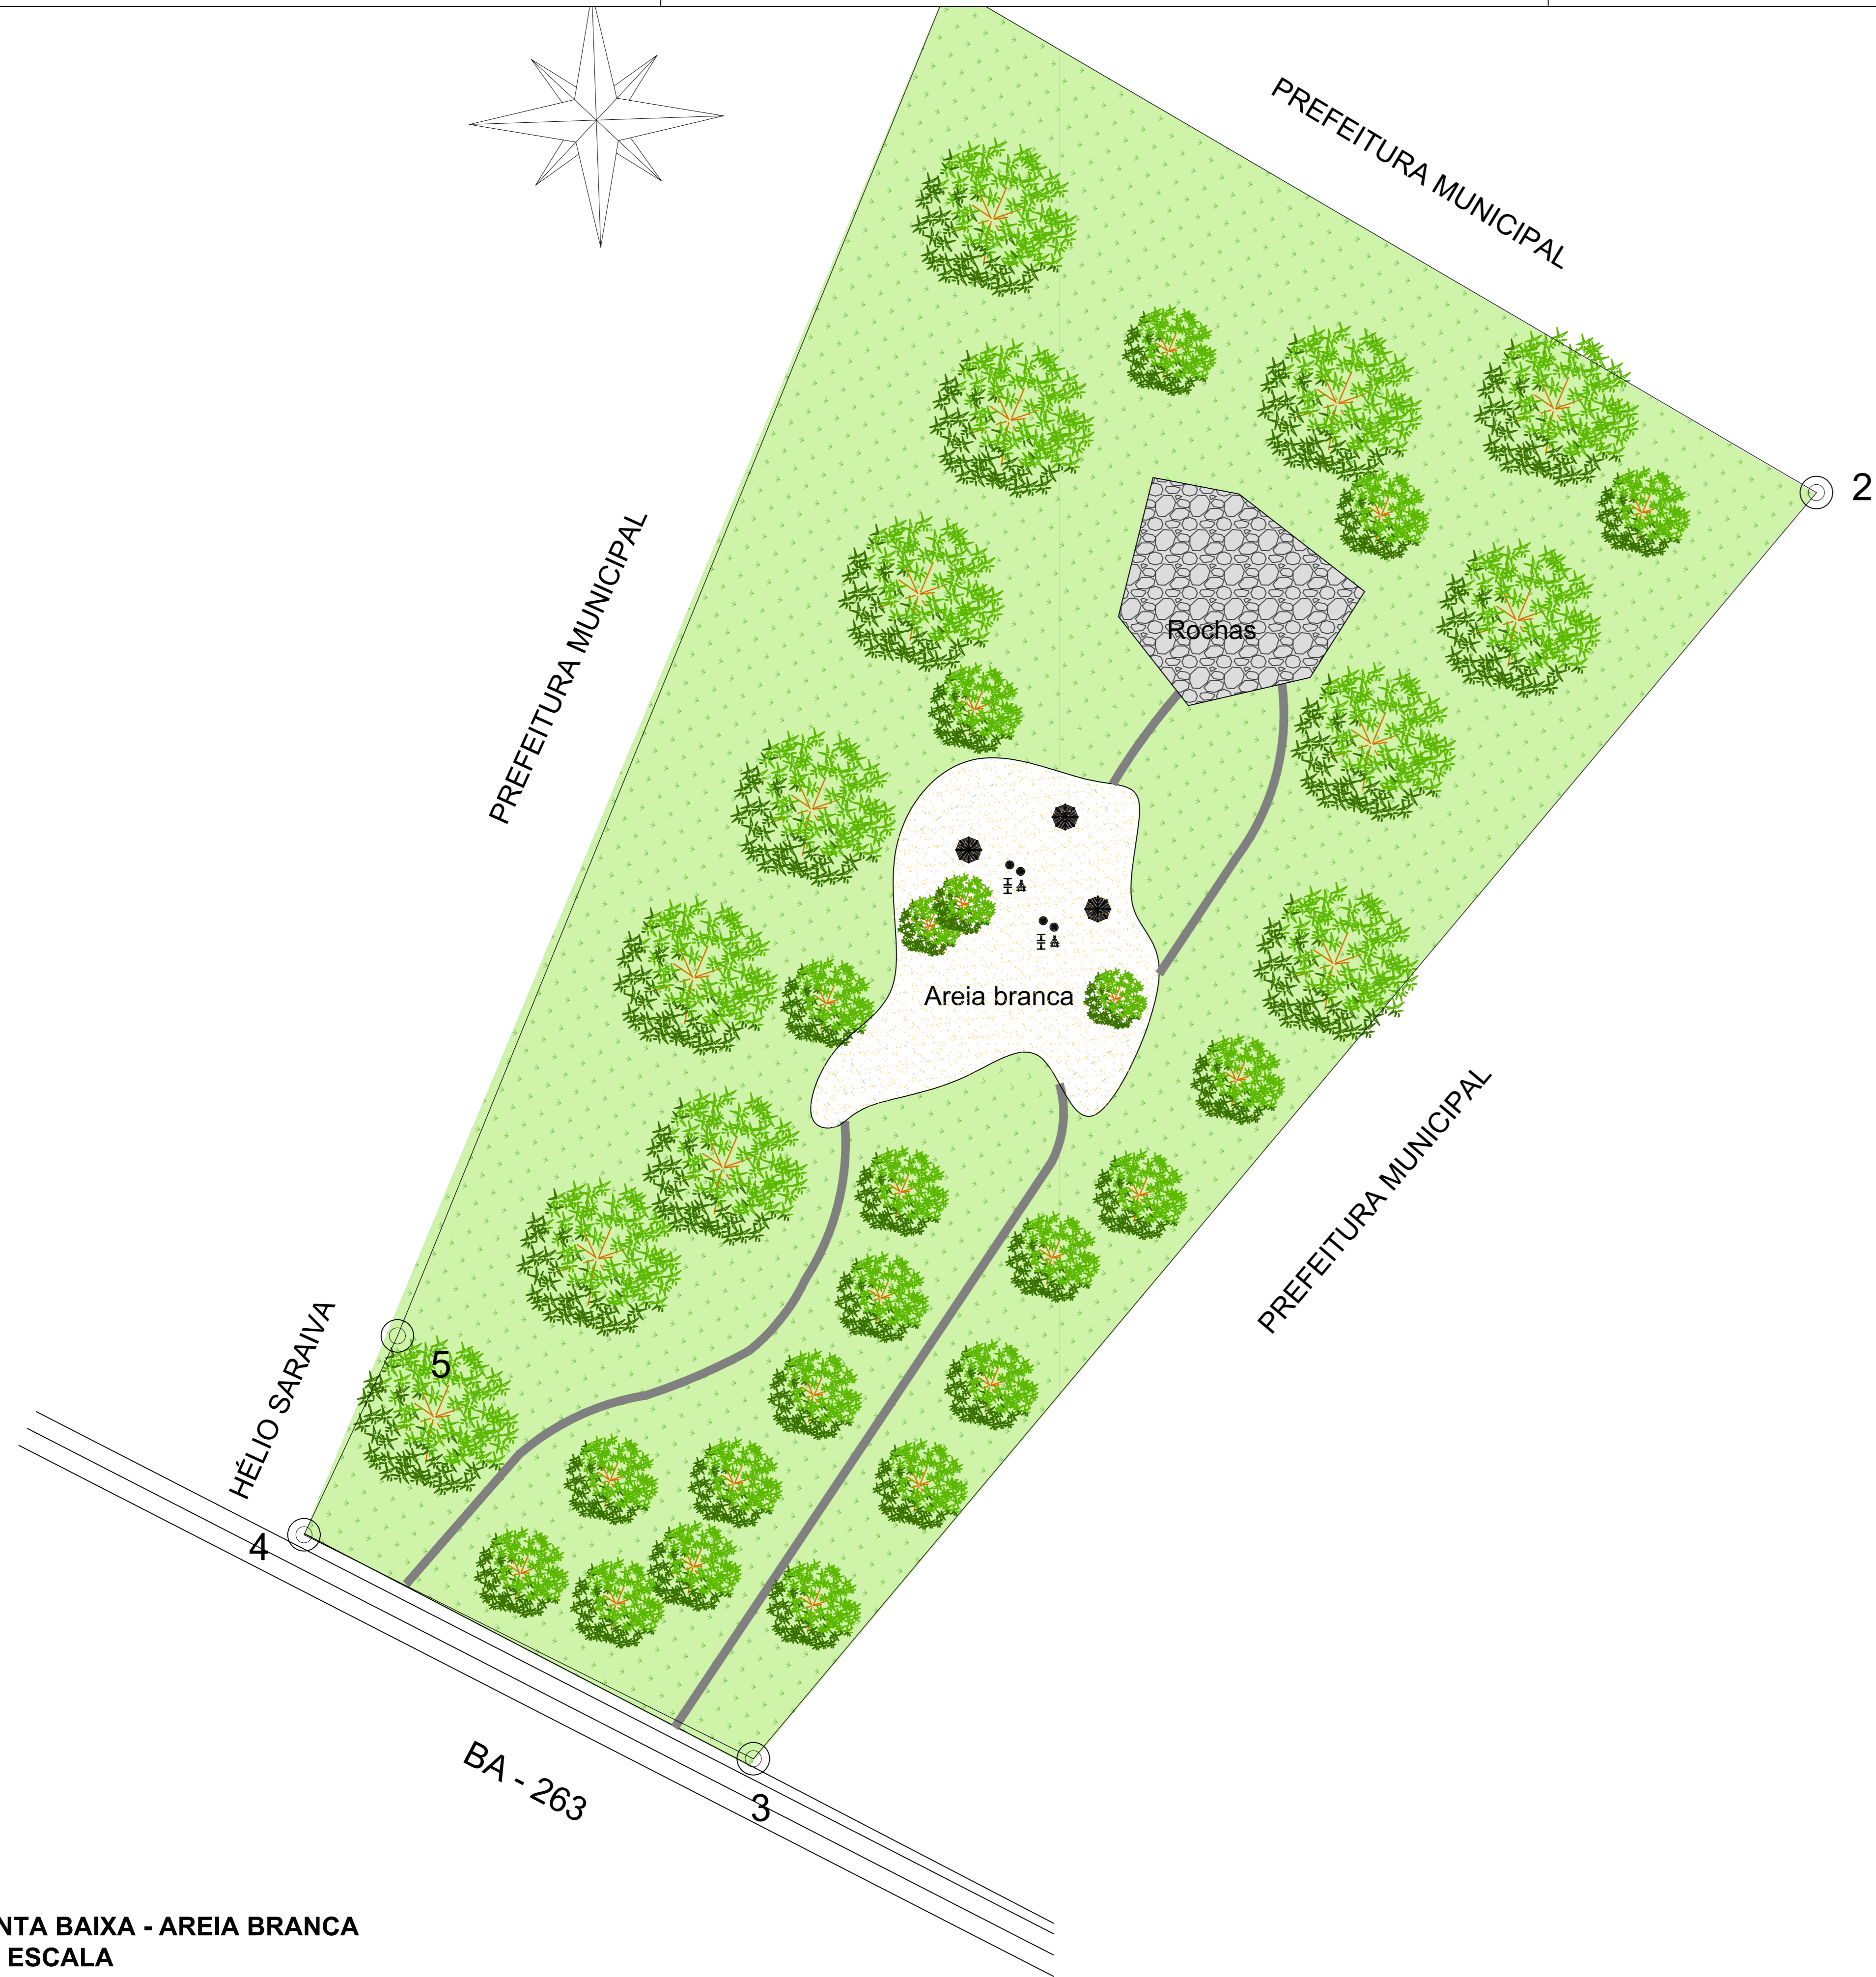 PREFEITURA MUNICIPAL
2
PREFEITURA MUNICIPAL
Rochas
Areia branca
PREFEITURA MUNICIPAL
5
HÉLIO SARAIVA
4
BA - 263
3
NTA BAIXA - AREIA BRANCA
ESCALA